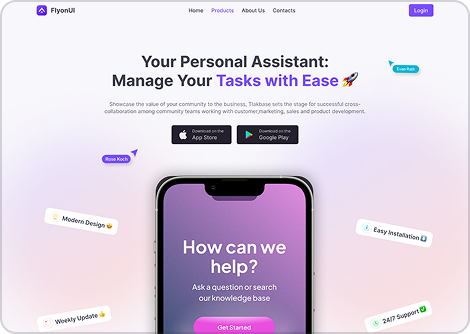 FlyonUI
Home Products About Us Contacts
Login
Your Personal Assistant:
Manage Your Tasks with Ease 🚀
Evan Rath
Showcase the value of your community to the business, Tlakbase sets the stage for successful cross-
collaboration among community teams working with customer,marketing, sales and product development.
Download on the
App Store
Download on the
Google Play
Rose Koch
Modern Design
Easy Installation
How can we
help?
Ask a question or search
our knowledge base
Get Started
Weekly Update 👍
24/7 Support ✅